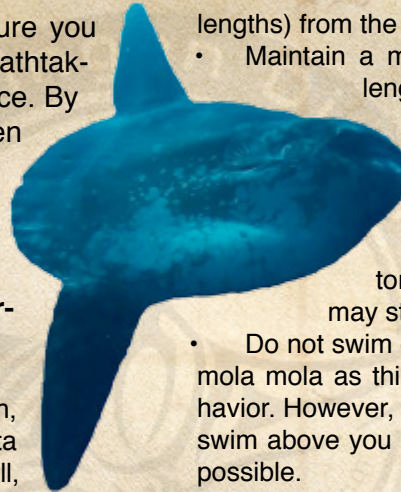 ure you
athtak-
ce. By
en
r-
n,
ta
ll,
lengths) from the
• Maintain a m
leng
tor
may st
• Do not swim
mola mola as thi
havior. However,
swim above you
possible.